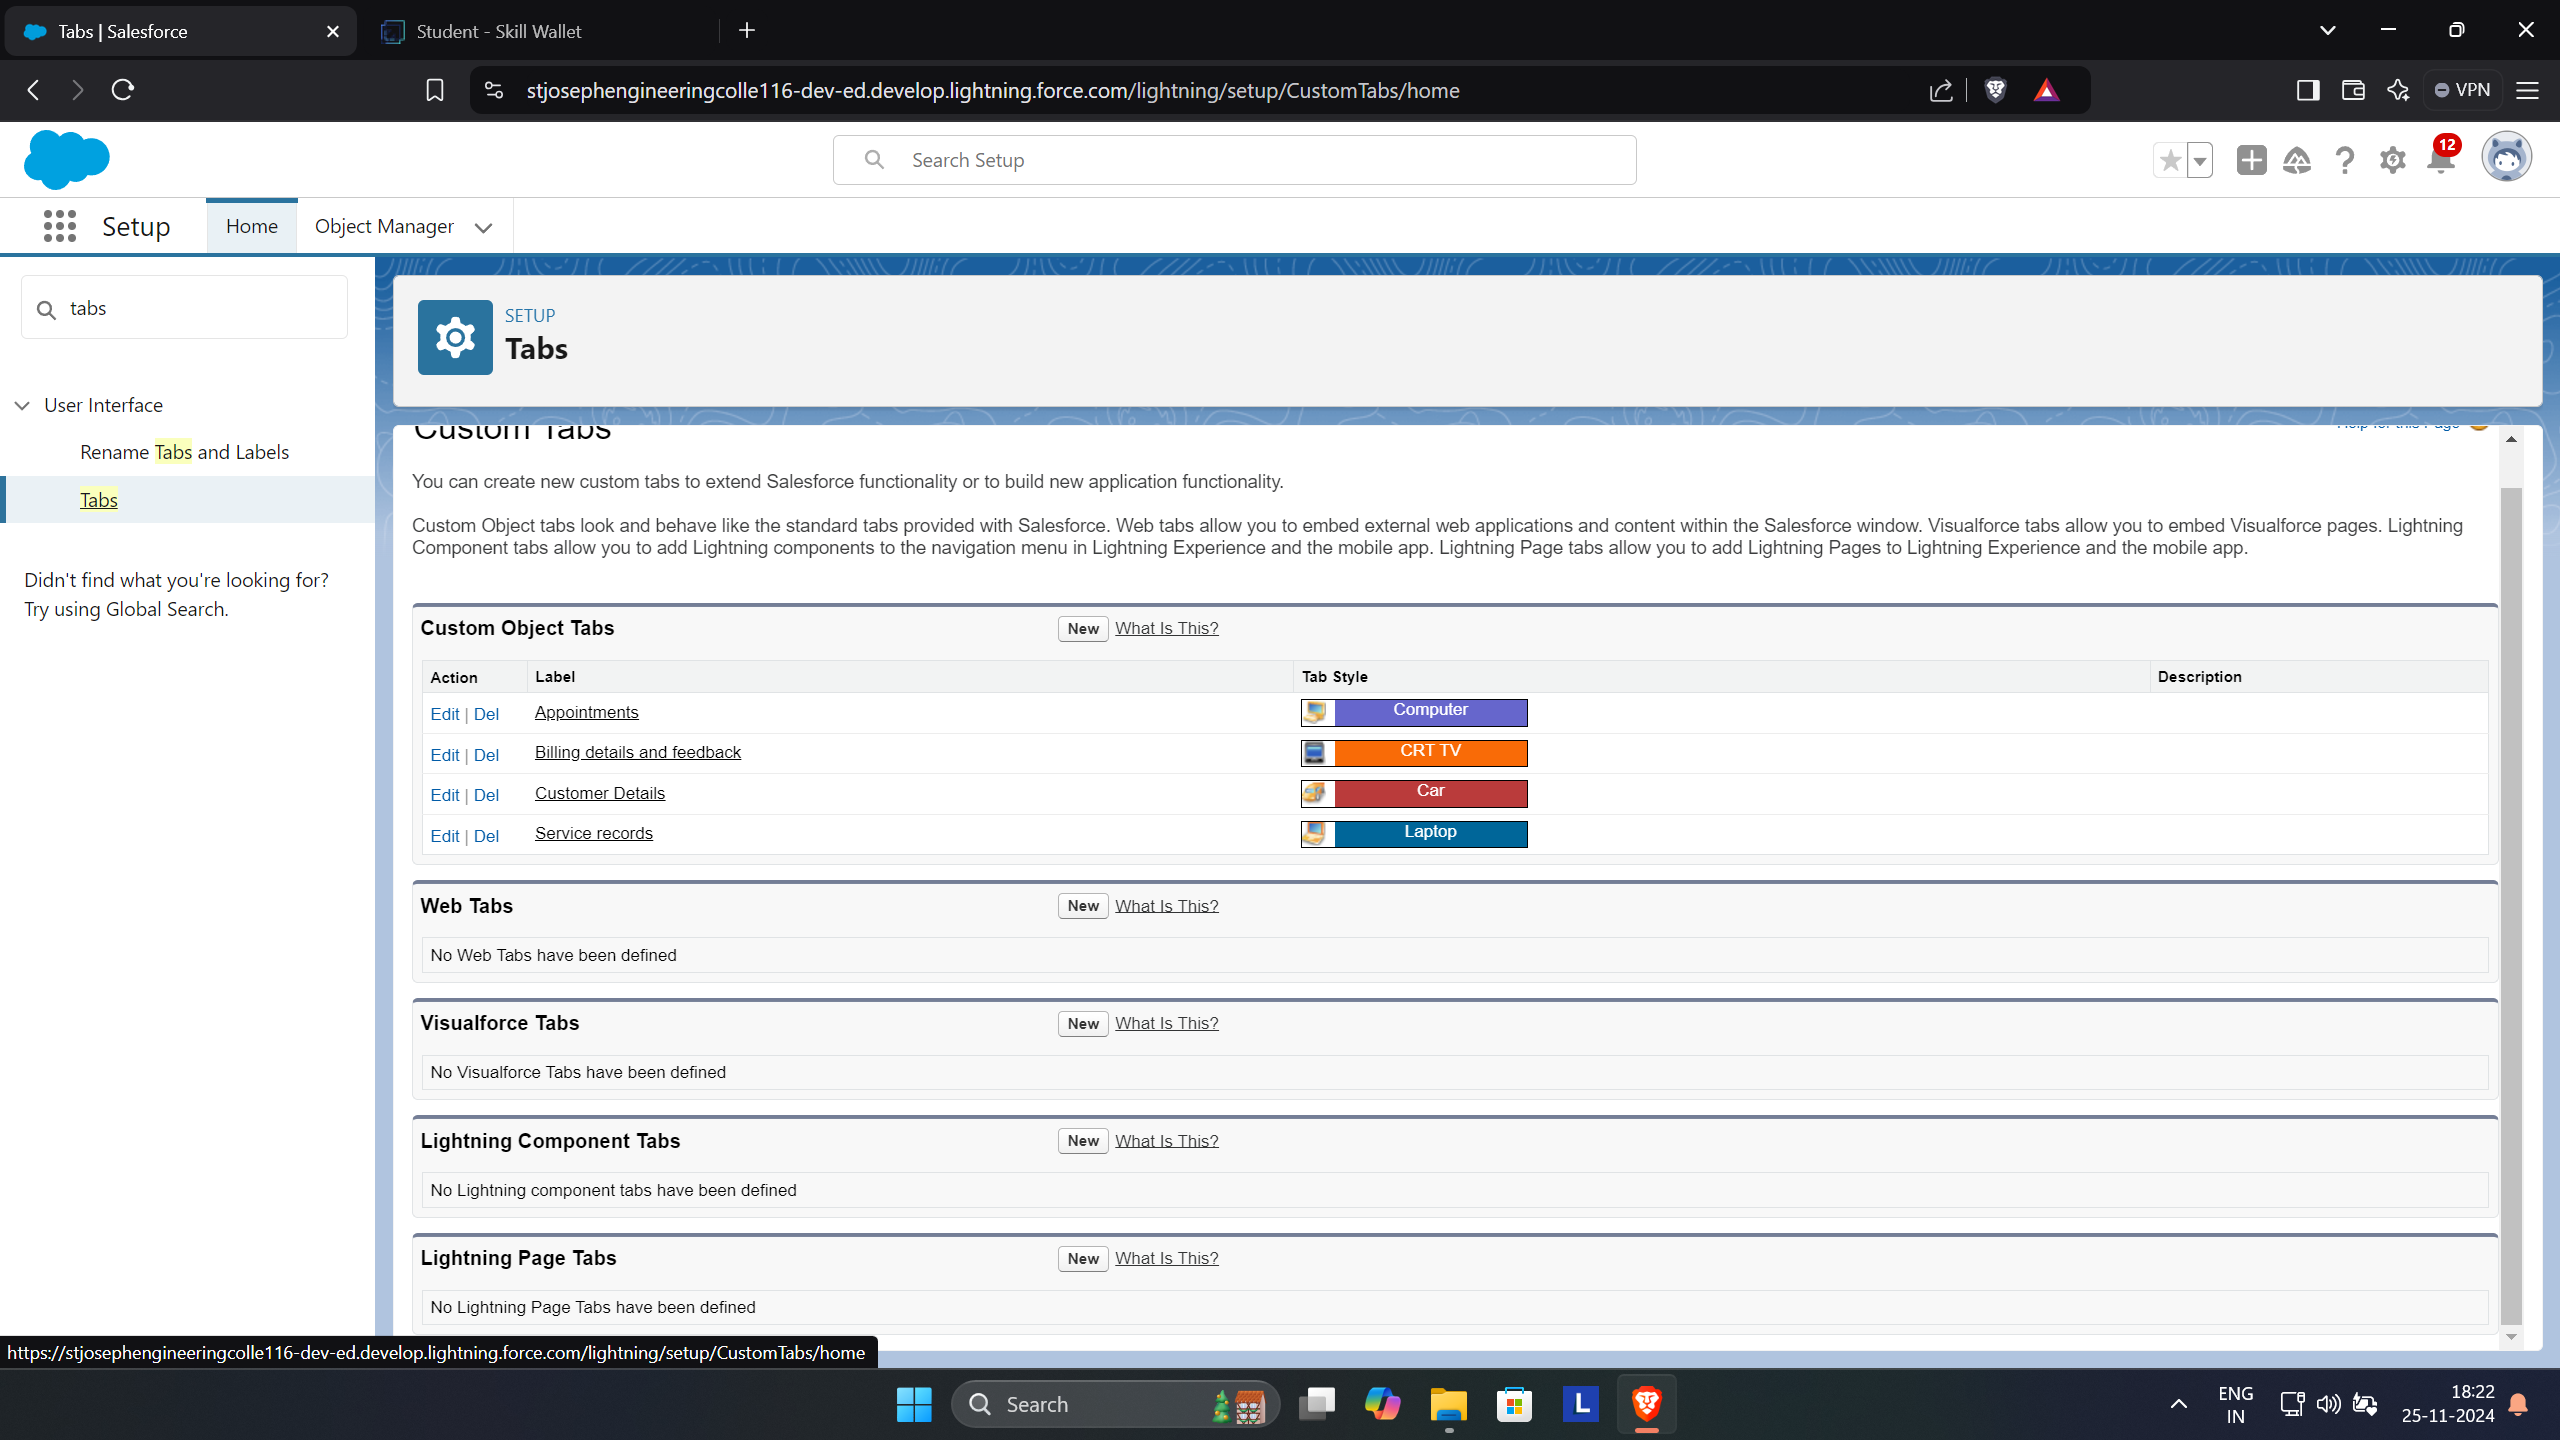 Tabs | Salesforce
Student - Skill Wallet
stjosephengineeringcolle116-dev-ed.develop.lightning.force.com/lightning/setup/CustomTabs/home
VPN
Search Setup
12
Setup
Home
Object Manager
tabs
User Interface
Rename Tabs and Labels
Tabs
Didn't find what you're looking for?
Try using Global Search.
SETUP
Tabs
Custom Tabs
Help for this Page
You can create new custom tabs to extend Salesforce functionality or to build new application functionality.
Custom Object tabs look and behave like the standard tabs provided with Salesforce. Web tabs allow you to embed external web applications and content within the Salesforce window. Visualforce tabs allow you to embed Visualforce pages. Lightning
Component tabs allow you to add Lightning components to the navigation menu in Lightning Experience and the mobile app. Lightning Page tabs allow you to add Lightning Pages to Lightning Experience and the mobile app.
Custom Object Tabs New What Is This?
Action Label Tab Style Description
Edit | Del Appointments Computer
Edit | Del Billing details and feedback CRT TV
Edit | Del Customer Details Car
Edit | Del Service records Laptop
Web Tabs New What Is This?
No Web Tabs have been defined
Visualforce Tabs New What Is This?
No Visualforce Tabs have been defined
Lightning Component Tabs New What Is This?
No Lightning component tabs have been defined
Lightning Page Tabs New What Is This?
No Lightning Page Tabs have been defined
https://stjosephengineeringcolle116-dev-ed.develop.lightning.force.com/lightning/setup/CustomTabs/home
Search
L
ENG
IN
18:22
25-11-2024